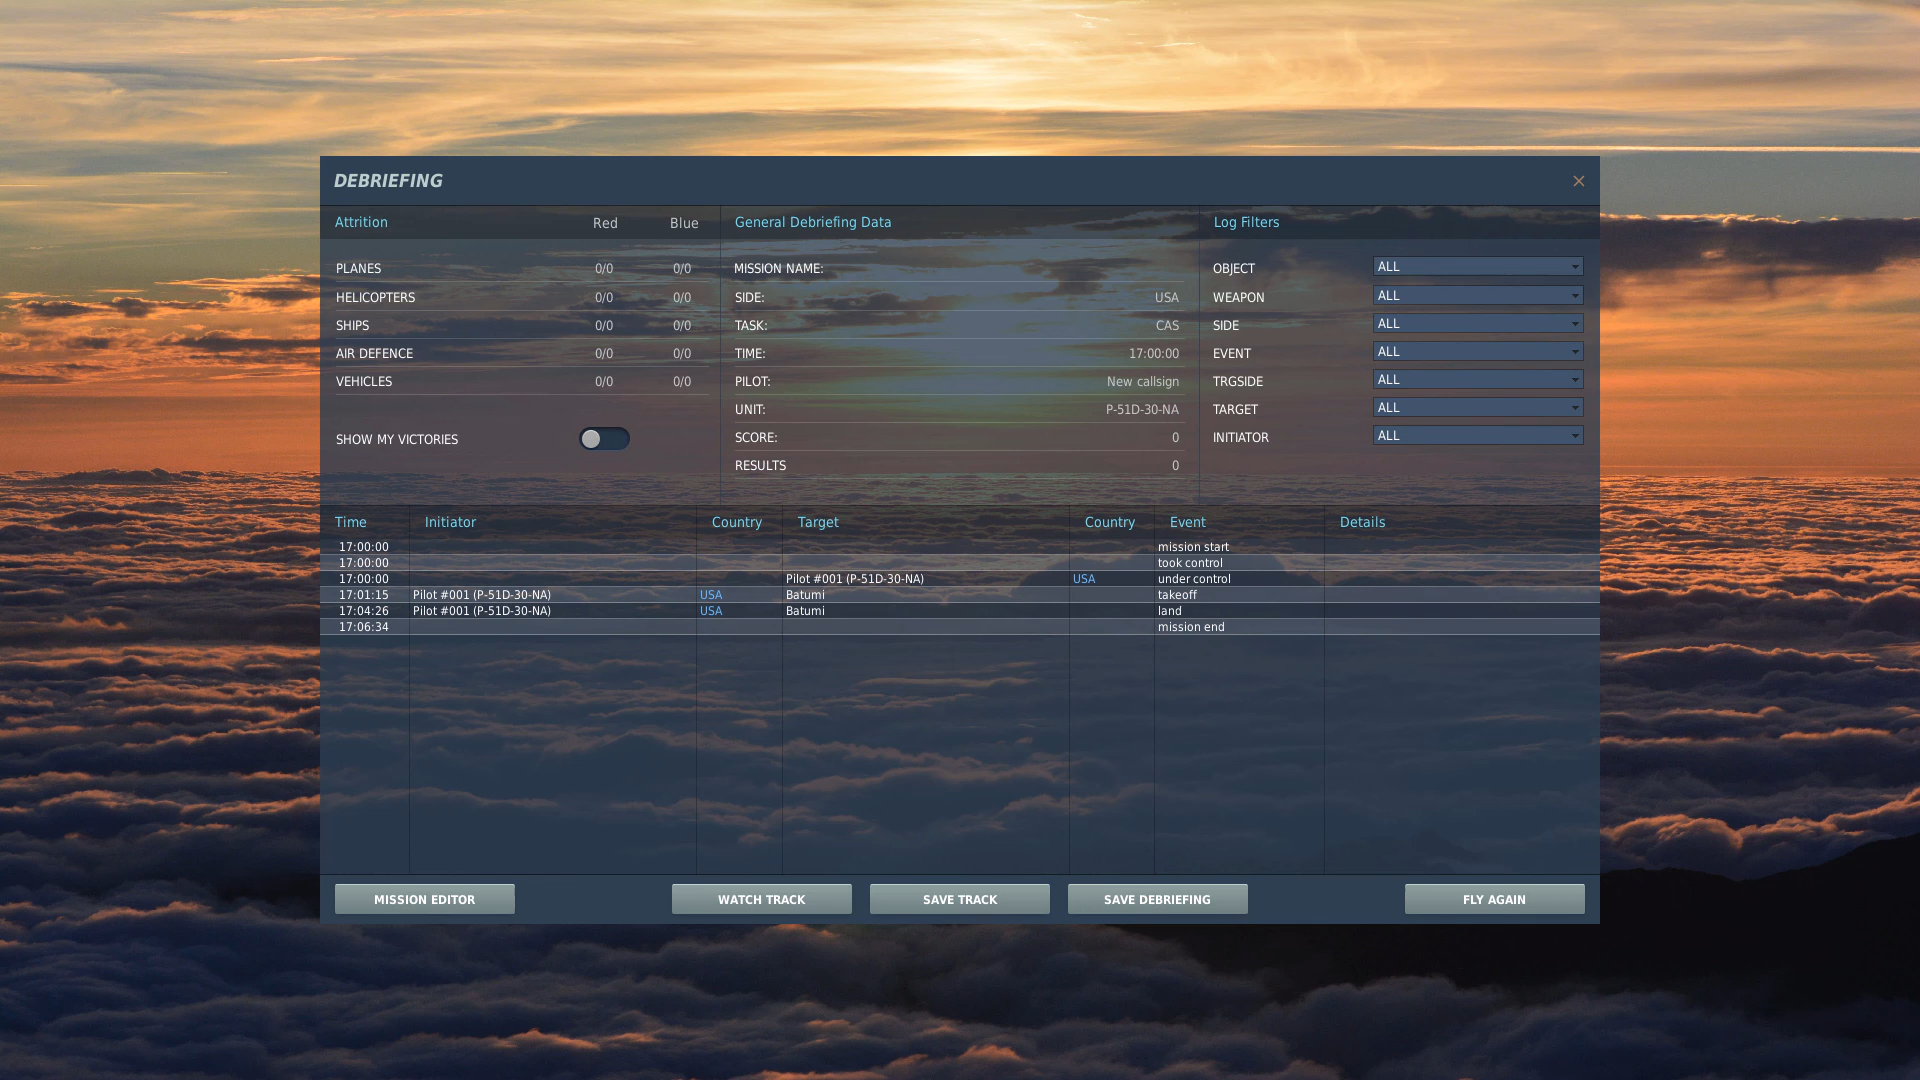 DEBRIEFING
Attrition Red Blue
PLANES 0/0 0/0
HELICOPTERS 0/0 0/0
SHIPS 0/0 0/0
AIR DEFENCE 0/0 0/0
VEHICLES 0/0 0/0
SHOW MY VICTORIES
General Debriefing Data
MISSION NAME:
SIDE: USA
TASK: CAS
TIME: 17:00:00
PILOT: New callsign
UNIT: P-51D-30-NA
SCORE: 0
RESULTS 0
Log Filters
OBJECT ALL
WEAPON ALL
SIDE ALL
EVENT ALL
TRGSIDE ALL
TARGET ALL
INITIATOR ALL
Time Initiator Country Target Country Event Details
17:00:00 mission start
17:00:00 took control
17:00:00 Pilot #001 (P-51D-30-NA) USA under control
17:01:15 Pilot #001 (P-51D-30-NA) USA Batumi takeoff
17:04:26 Pilot #001 (P-51D-30-NA) USA Batumi land
17:06:34 mission end
MISSION EDITOR WATCH TRACK SAVE TRACK SAVE DEBRIEFING FLY AGAIN